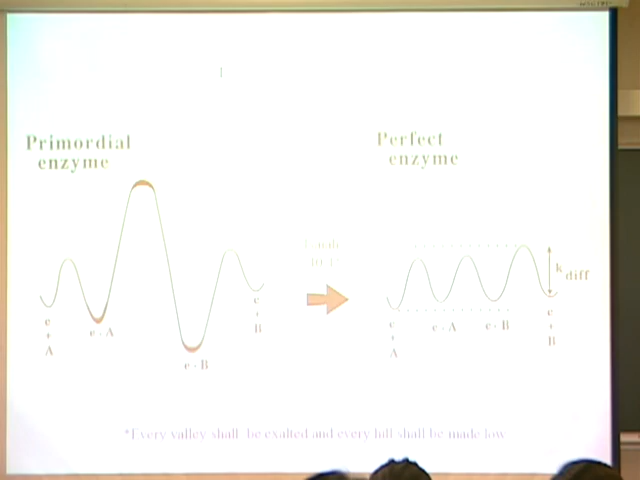 Primordial
enzyme
Perfect
enzyme
k diff
e
+
A
e - A
e - B
e
+
B
e
+
A
e - A
e - B
e
+
B
"Every valley shall be exalted and every hill shall be made low